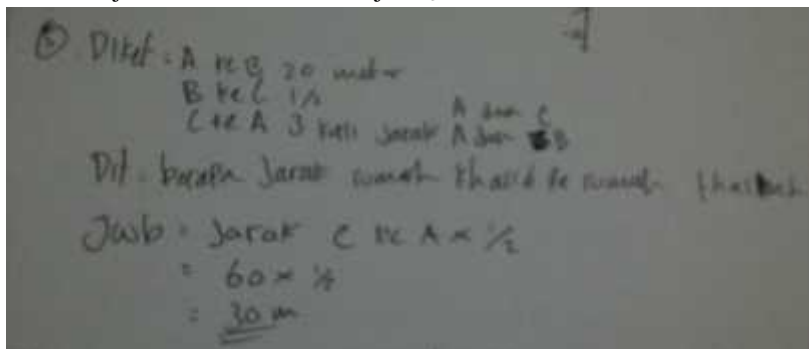 Diket = A ke B 20 meter
B ke C 1/2
A dan C
C ke A 3 kali jarak A dan B
Dit = berapa Jarak rumah Khalid ke rumah
Jwb = Jarak C ke A × 1/2
= 60 × 1/2
= 30 m